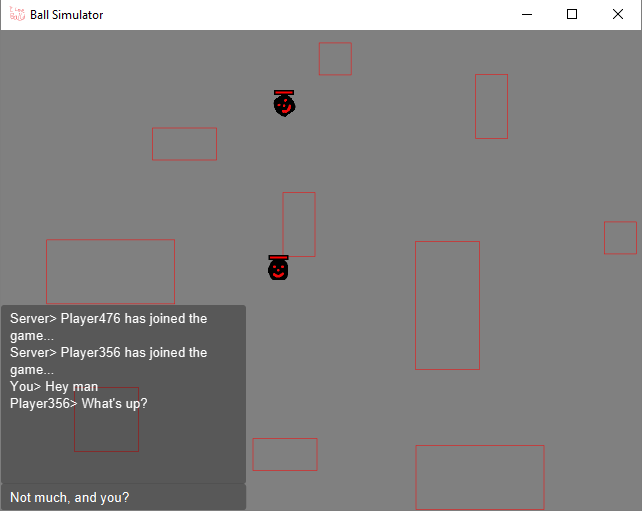 Ball Simulator
Server> Player476 has joined the
game...
Server> Player356 has joined the
game...
You> Hey man
Player356> What's up?
Not much, and you?